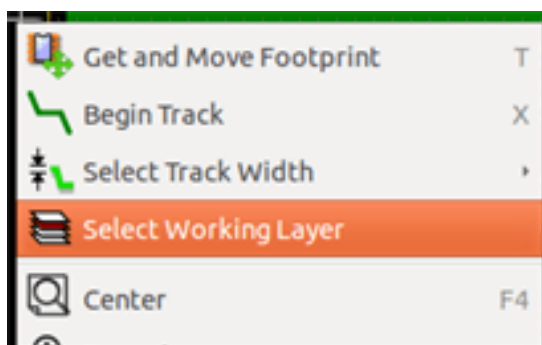 Get and Move Footprint T
Begin Track X
Select Track Width
Select Working Layer
Center F4